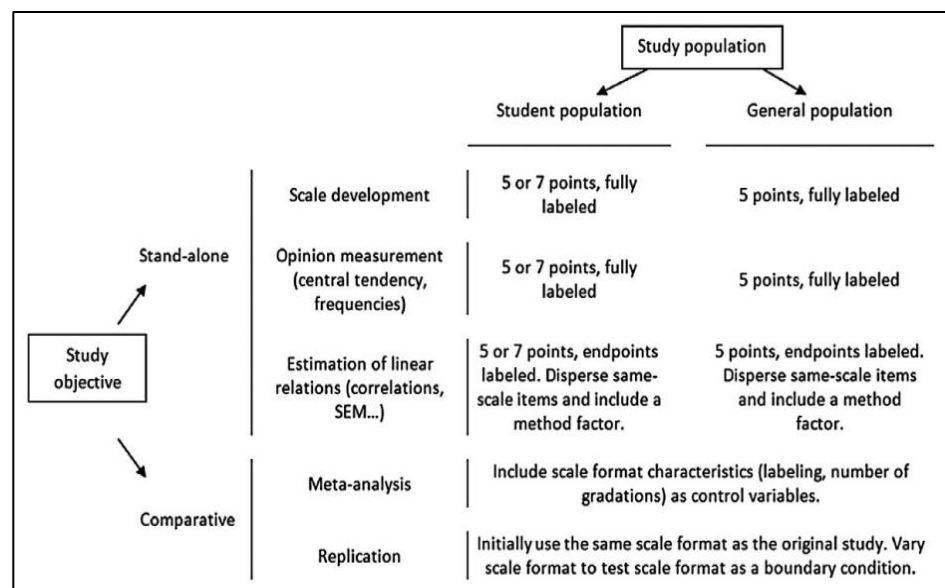 Study population
Student population
General population
Scale development
5 or 7 points, fully
labeled
5 points, fully labeled
Stand-alone
Opinion measurement
(central tendency,
frequencies)
5 or 7 points, fully
labeled
5 points, fully labeled
Study
objective
Estimation of linear
relations (correlations,
SEM...)
5 or 7 points, endpoints
labeled. Disperse same-
scale items and include a
method factor.
5 points, endpoints labeled.
Disperse same-scale items
and include a method
factor.
Comparative
Meta-analysis
Include scale format characteristics (labeling, number of
gradations) as control variables.
Replication
Initially use the same scale format as the original study. Vary
scale format to test scale format as a boundary condition.